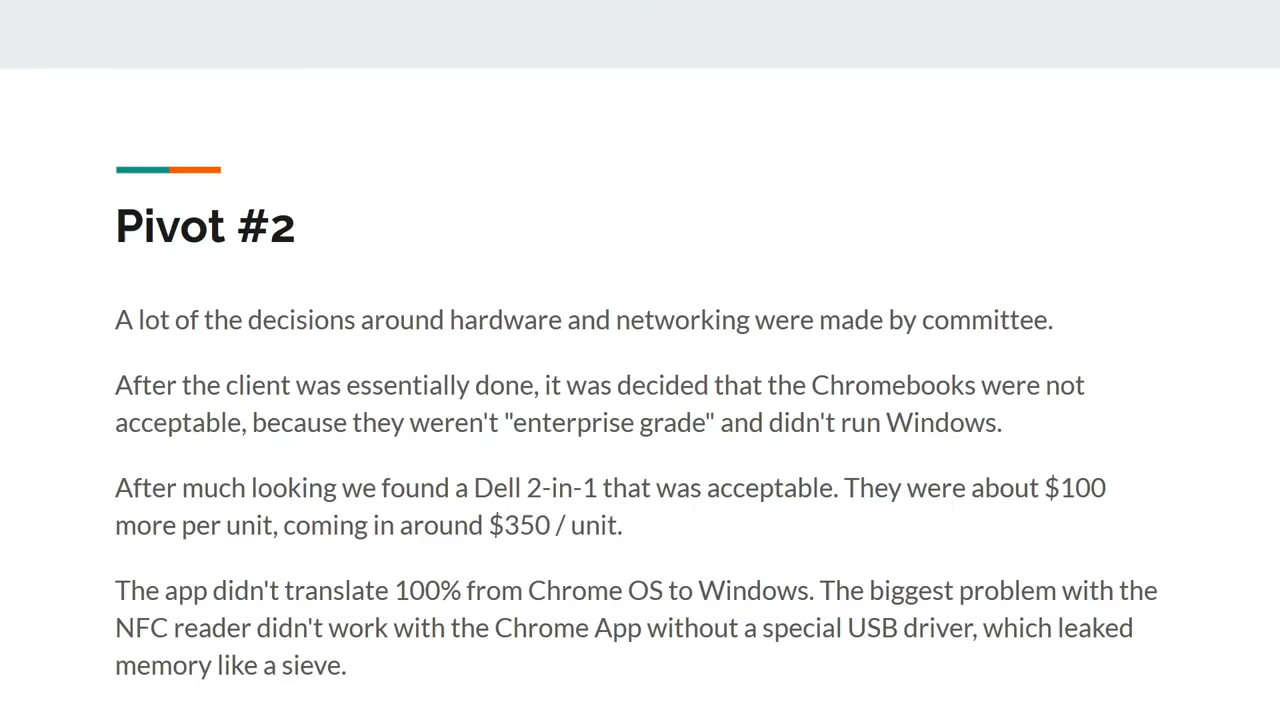 Pivot #2
A lot of the decisions around hardware and networking were made by committee.
After the client was essentially done, it was decided that the Chromebooks were not
acceptable, because they weren't "enterprise grade" and didn't run Windows.
After much looking we found a Dell 2-in-1 that was acceptable. They were about $100
more per unit, coming in around $350 / unit.
The app didn't translate 100% from Chrome OS to Windows. The biggest problem with the
NFC reader didn't work with the Chrome App without a special USB driver, which leaked
memory like a sieve.